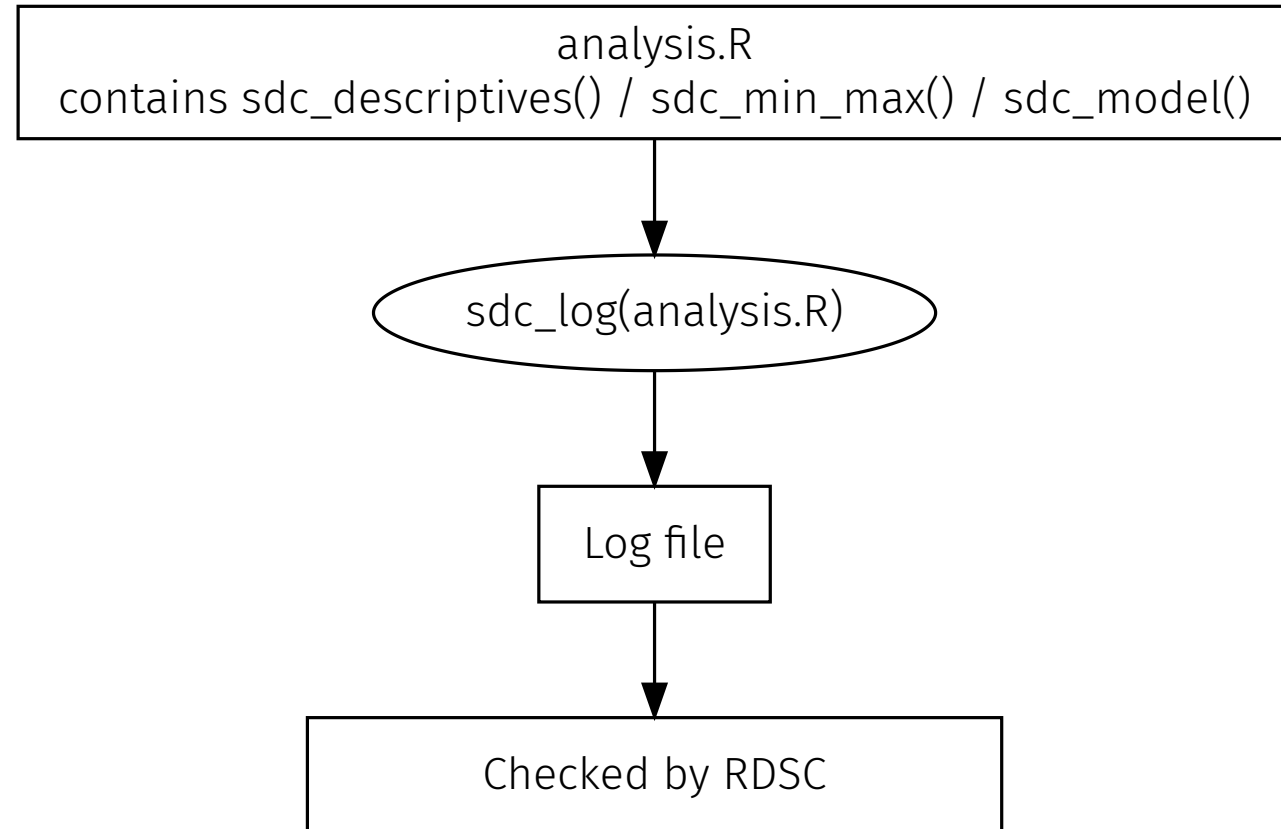 analysis.R
contains sdc_descriptives() / sdc_min_max() / sdc_model()
sdc_log(analysis.R)
Log file
Checked by RDSC